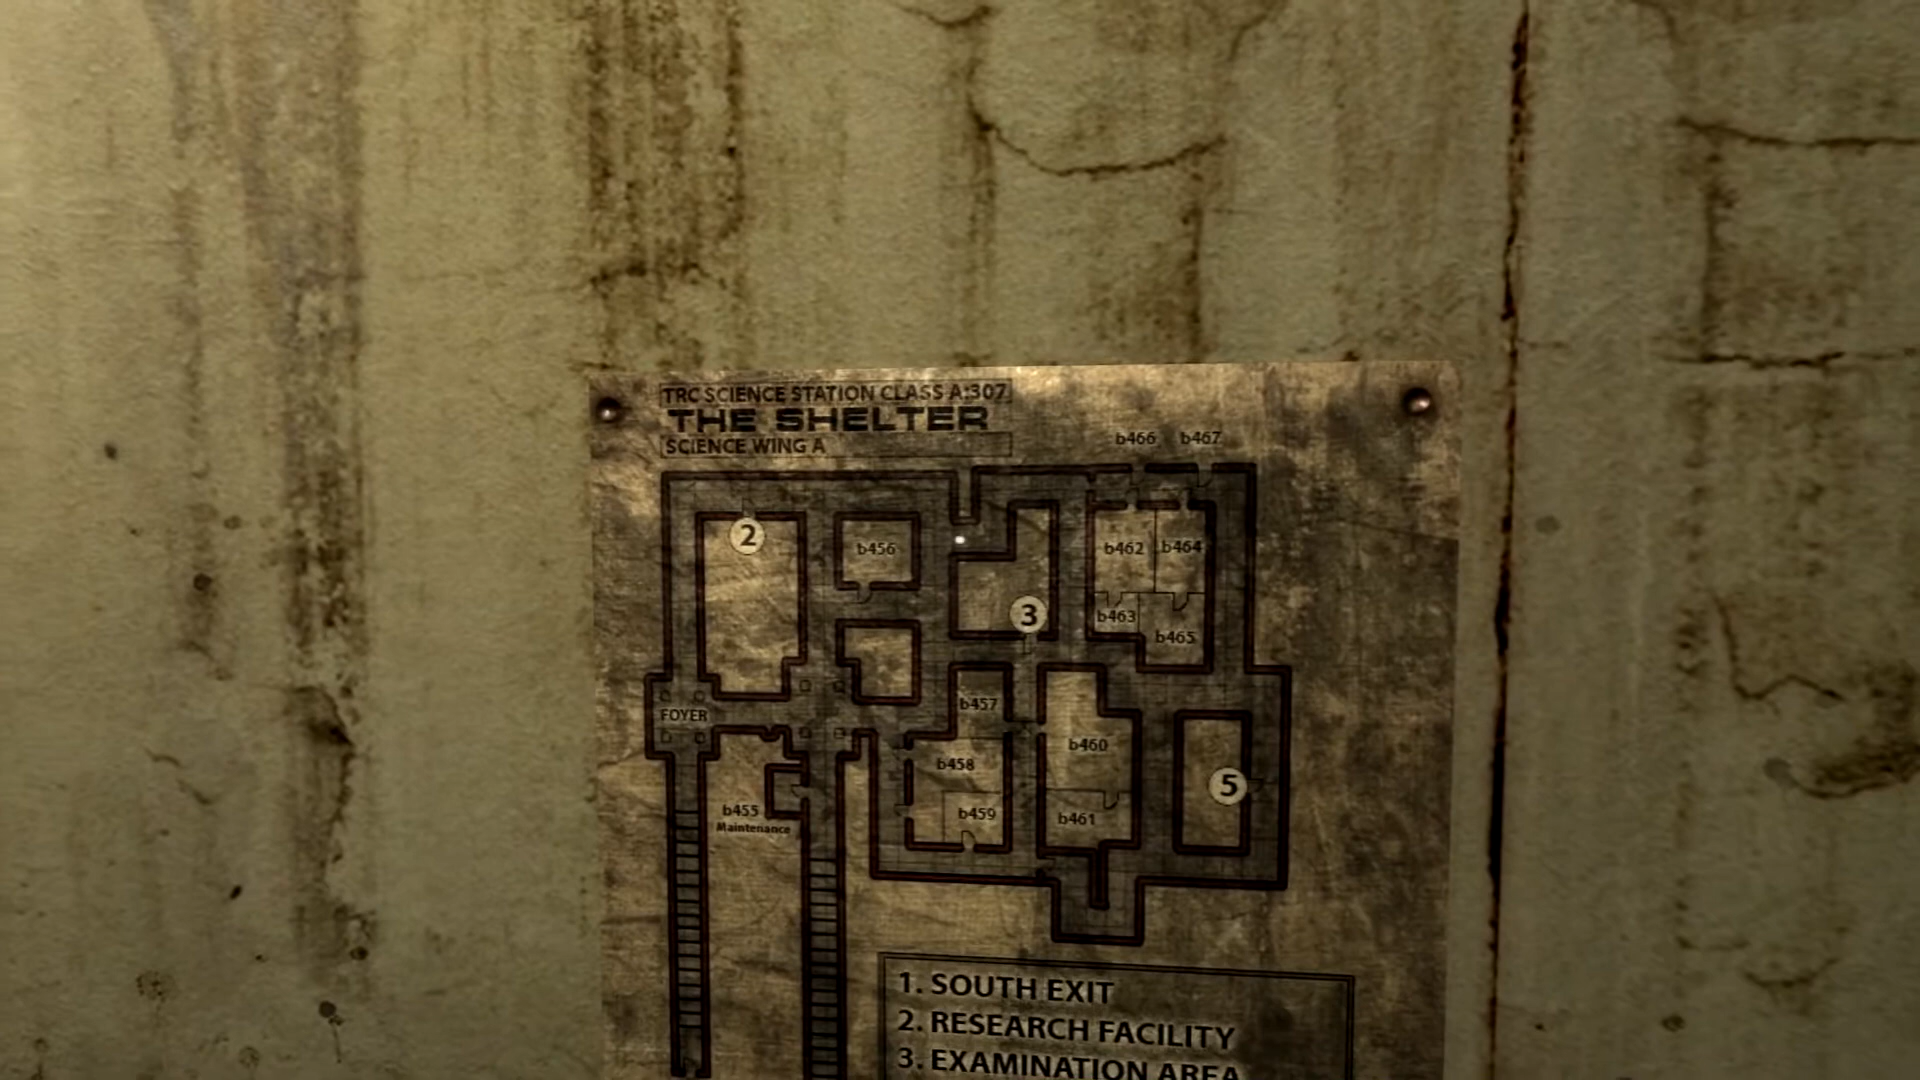 TRC SCIENCE STATION CLASS A:307
THE SHELTER
SCIENCE WING A
b466 b467
2
b456
b462
b464
3
b463
b465
b457
FOYER
b460
b458
5
b455
Maintenance
b459
b461
1. SOUTH EXIT
2. RESEARCH FACILITY
3. EXAMINATION AREA